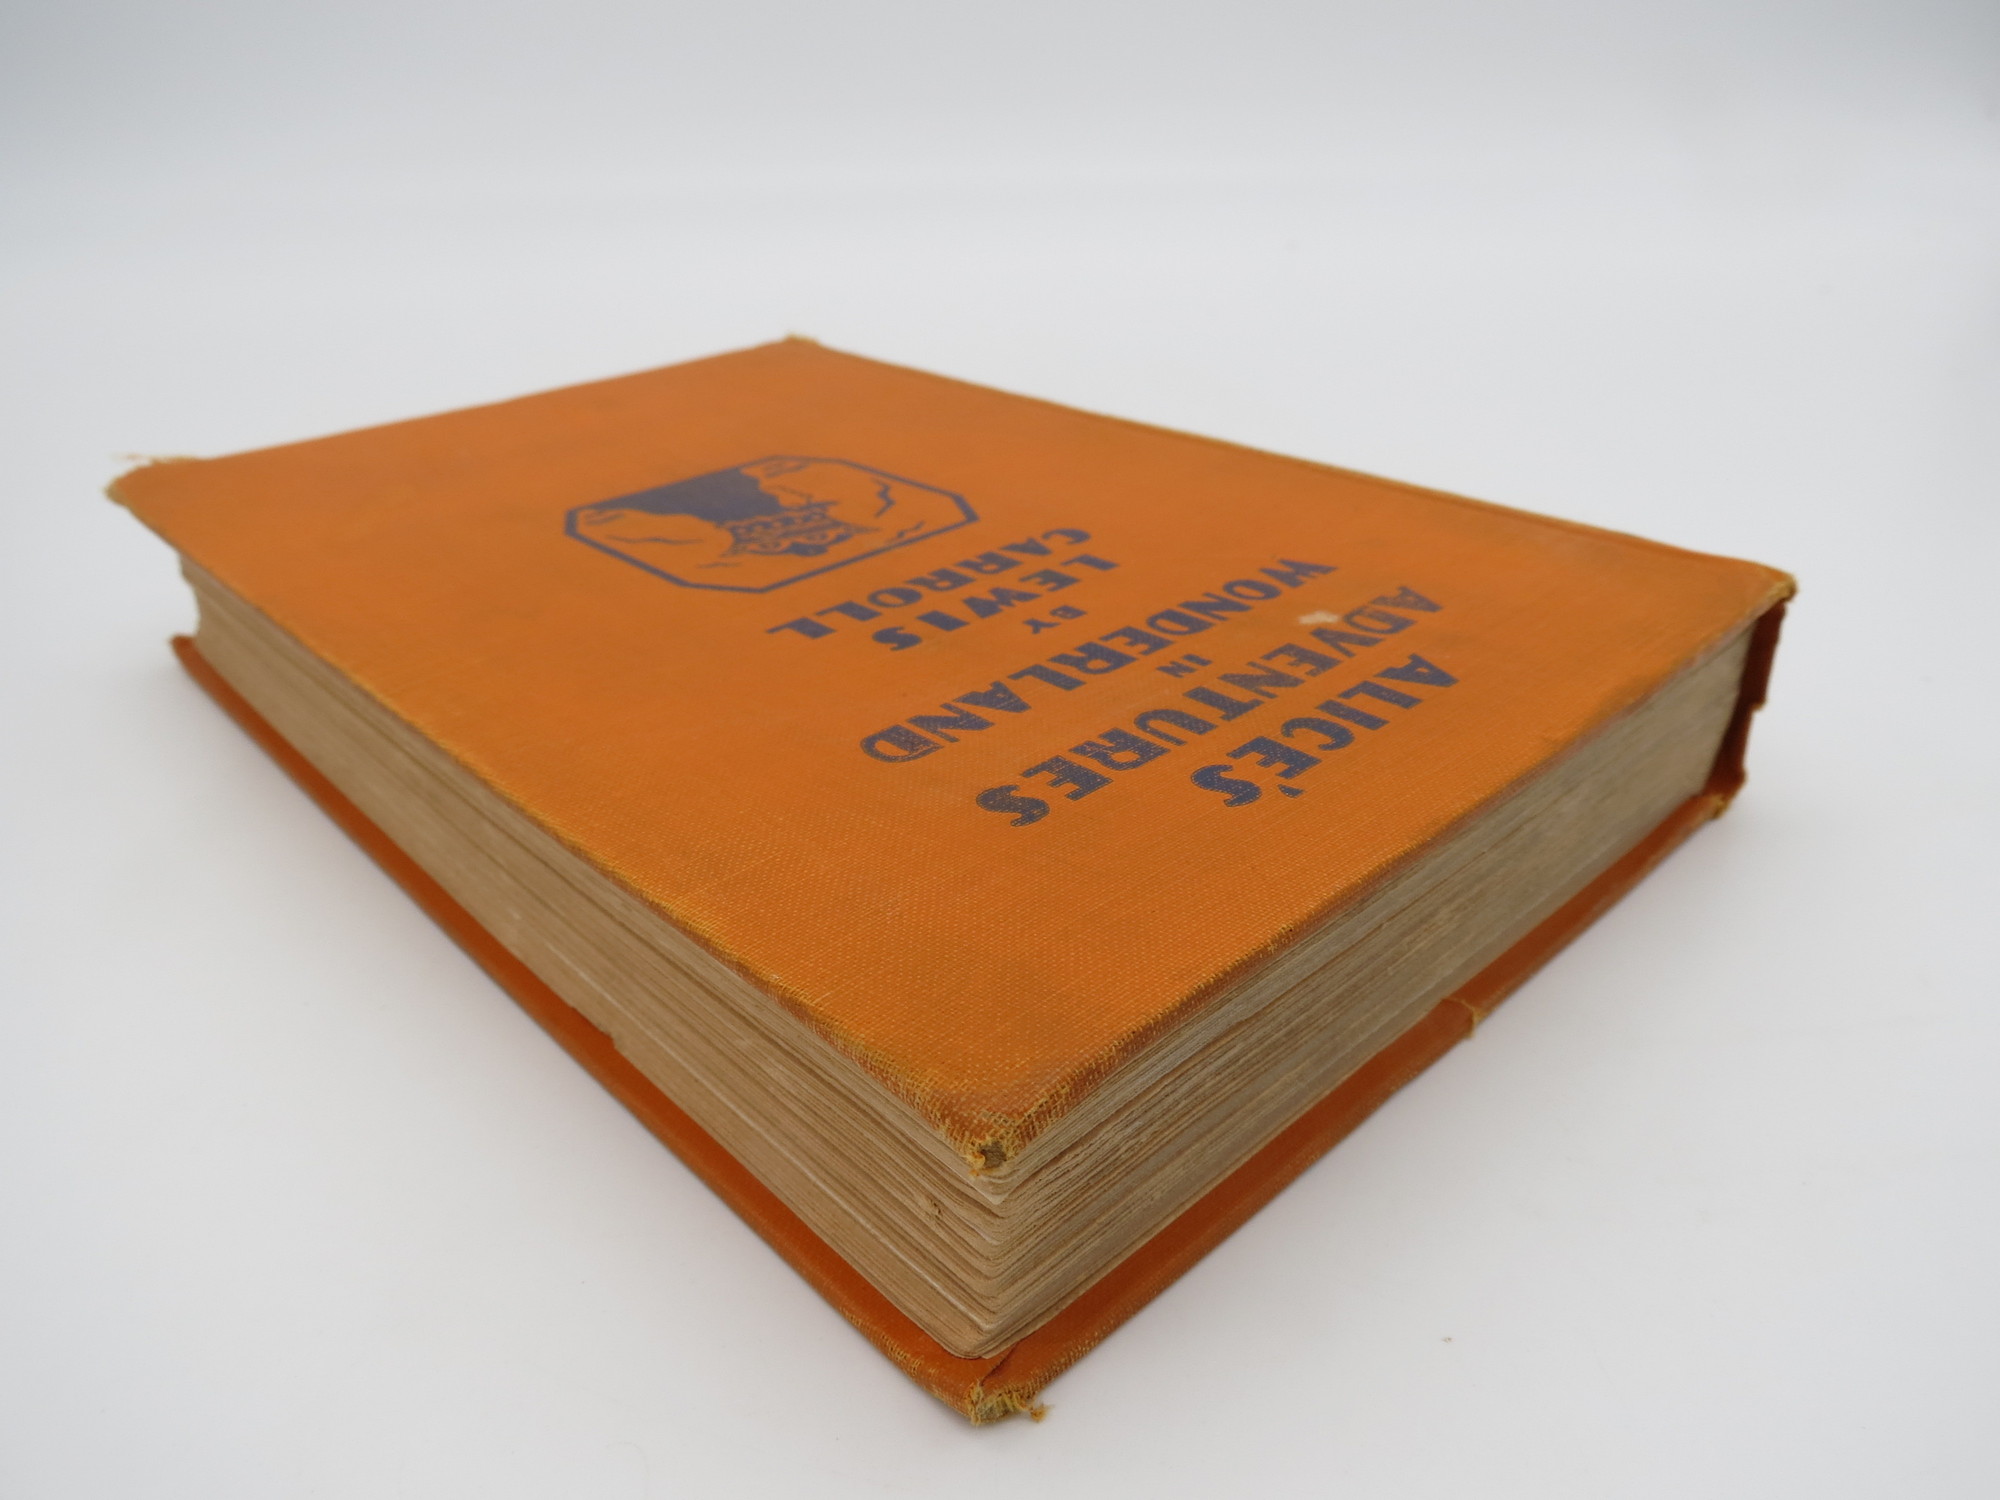 ALICE'S
ADVENTURES
IN
WONDERLAND
BY
LEWIS
CARROLL